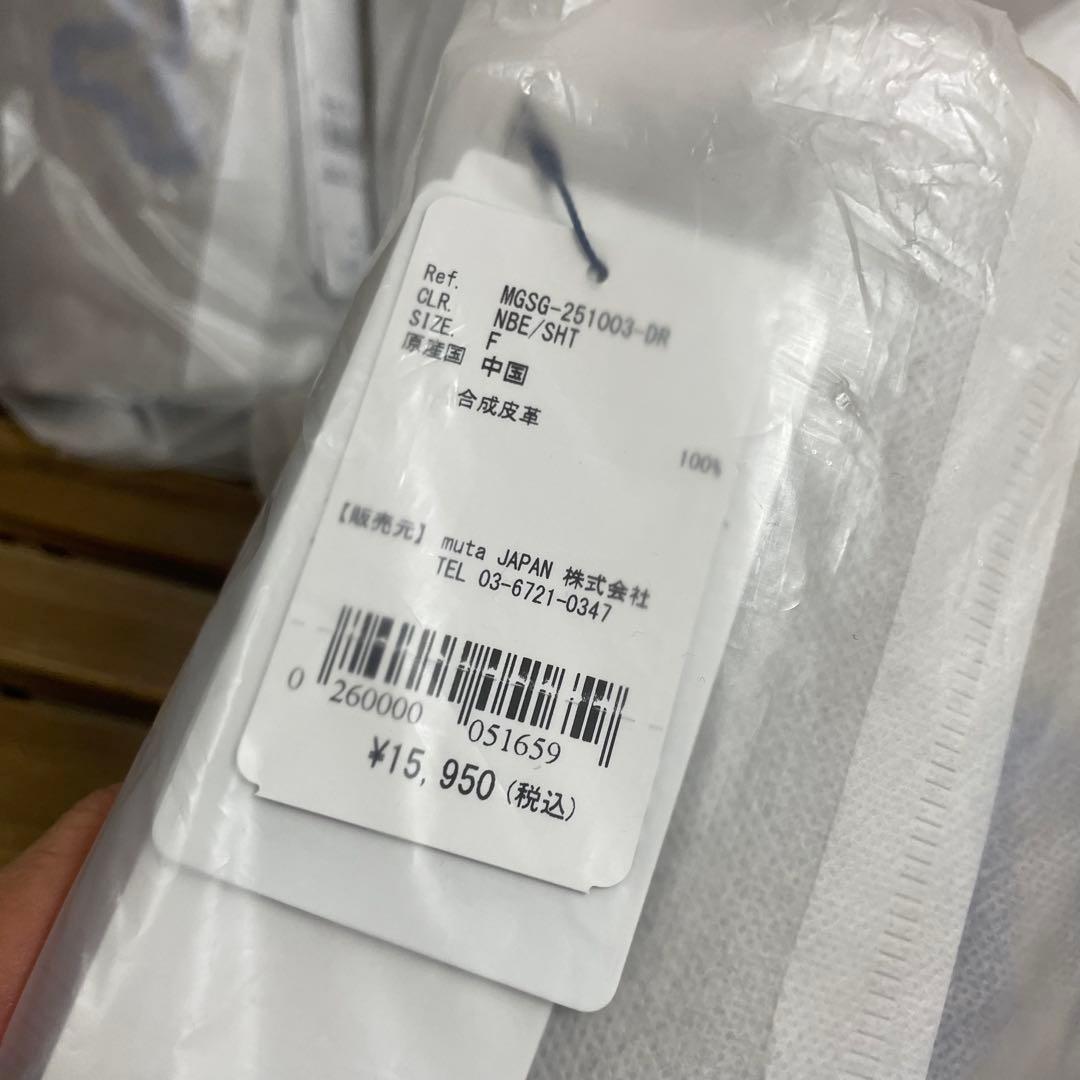 Ref. MGSG-251003-DR
CLR. NBE/SHT
SIZE. F
原産国 中国
合成皮革 100%
【販売元】 muta JAPAN 株式会社
TEL 03-6721-0347
0 260000 051659
¥15,950(税込)